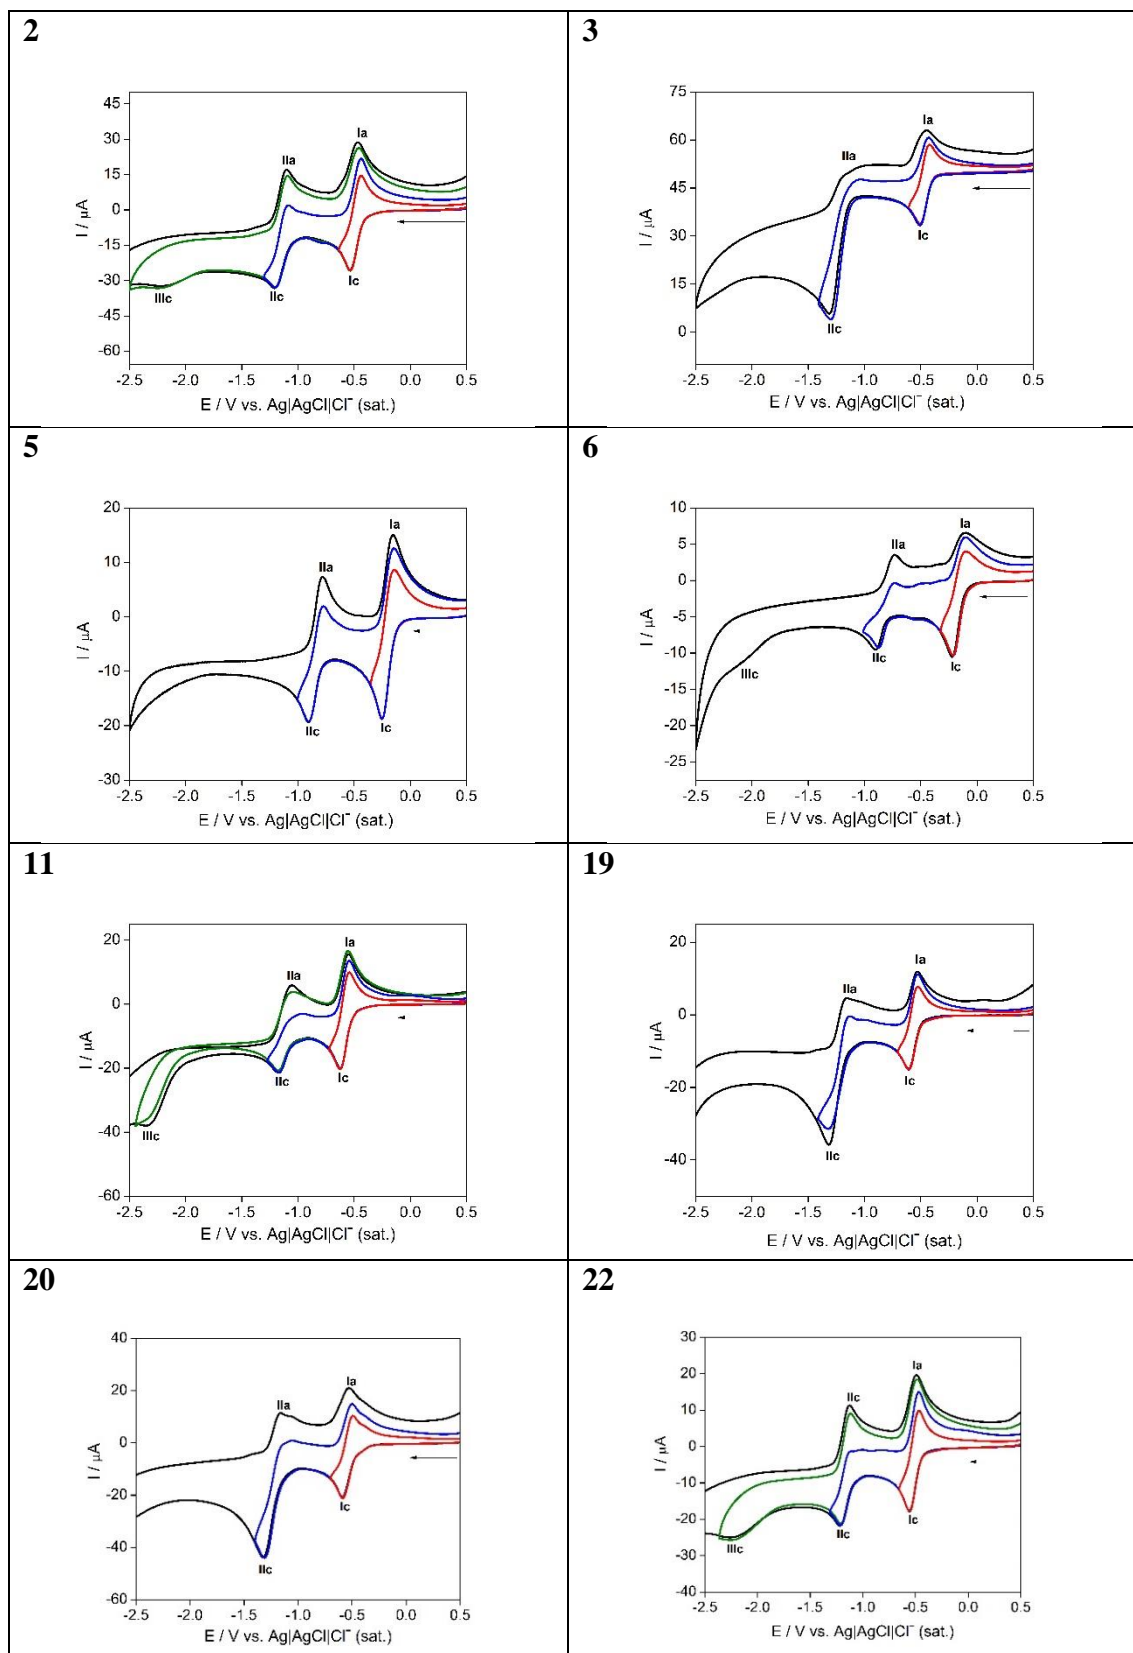 2
3
45
30
15
0
-15
-30
-45
-60
I / µA
Ia
IIa
Ic
IIc
IIIc
-2.5 -2.0 -1.5 -1.0 -0.5 0.0 0.5
E / V vs. Ag|AgCl|Cl⁻ (sat.)
75
60
45
30
15
0
I / µA
Ia
IIa
Ic
IIc
-2.5 -2.0 -1.5 -1.0 -0.5 0.0 0.5
E / V vs. Ag|AgCl|Cl⁻ (sat.)
5
6
20
10
0
-10
-20
-30
I / µA
Ia
IIa
IIc
Ic
-2.5 -2.0 -1.5 -1.0 -0.5 0.0 0.5
E / V vs. Ag|AgCl|Cl⁻ (sat.)
10
5
0
-5
-10
-15
-20
-25
I / µA
Ia
IIa
IIc
Ic
IIIc
-2.5 -2.0 -1.5 -1.0 -0.5 0.0 0.5
E / V vs. Ag|AgCl|Cl⁻ (sat.)
11
19
20
0
-20
-40
-60
I / µA
Ia
IIa
IIc
Ic
IIIc
-2.5 -2.0 -1.5 -1.0 -0.5 0.0 0.5
E / V vs. Ag|AgCl|Cl⁻ (sat.)
20
0
-20
-40
I / µA
Ia
IIa
Ic
IIc
-2.5 -2.0 -1.5 -1.0 -0.5 0.0 0.5
E / V vs. Ag|AgCl|Cl⁻ (sat.)
20
22
40
20
0
-20
-40
-60
I / µA
Ia
IIa
Ic
IIc
-2.5 -2.0 -1.5 -1.0 -0.5 0.0 0.5
E / V vs. Ag|AgCl|Cl⁻ (sat.)
30
20
10
0
-10
-20
-30
-40
I / µA
Ia
IIc
Ic
IIc
IIIc
-2.5 -2.0 -1.5 -1.0 -0.5 0.0 0.5
E / V vs. Ag|AgCl|Cl⁻ (sat.)